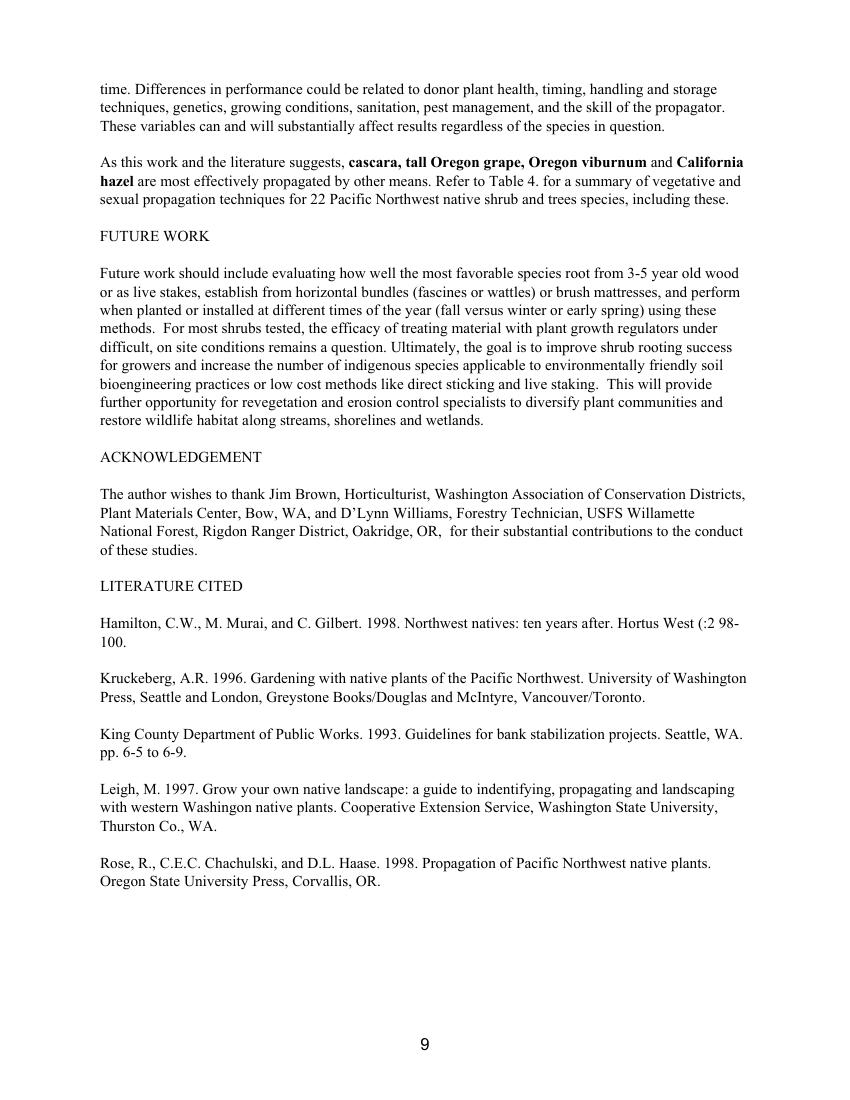 time. Differences in performance could be related to donor plant health, timing, handling and storage
techniques, genetics, growing conditions, sanitation, pest management, and the skill of the propagator.
These variables can and will substantially affect results regardless of the species in question.
As this work and the literature suggests, cascara, tall Oregon grape, Oregon viburnum and California
hazel are most effectively propagated by other means. Refer to Table 4. for a summary of vegetative and
sexual propagation techniques for 22 Pacific Northwest native shrub and trees species, including these.
FUTURE WORK
Future work should include evaluating how well the most favorable species root from 3-5 year old wood
or as live stakes, establish from horizontal bundles (fascines or wattles) or brush mattresses, and perform
when planted or installed at different times of the year (fall versus winter or early spring) using these
methods.  For most shrubs tested, the efficacy of treating material with plant growth regulators under
difficult, on site conditions remains a question. Ultimately, the goal is to improve shrub rooting success
for growers and increase the number of indigenous species applicable to environmentally friendly soil
bioengineering practices or low cost methods like direct sticking and live staking.  This will provide
further opportunity for revegetation and erosion control specialists to diversify plant communities and
restore wildlife habitat along streams, shorelines and wetlands.
ACKNOWLEDGEMENT
The author wishes to thank Jim Brown, Horticulturist, Washington Association of Conservation Districts,
Plant Materials Center, Bow, WA, and D’Lynn Williams, Forestry Technician, USFS Willamette
National Forest, Rigdon Ranger District, Oakridge, OR,  for their substantial contributions to the conduct
of these studies.
LITERATURE CITED
Hamilton, C.W., M. Murai, and C. Gilbert. 1998. Northwest natives: ten years after. Hortus West (:2 98-
100.
Kruckeberg, A.R. 1996. Gardening with native plants of the Pacific Northwest. University of Washington
Press, Seattle and London, Greystone Books/Douglas and McIntyre, Vancouver/Toronto.
King County Department of Public Works. 1993. Guidelines for bank stabilization projects. Seattle, WA.
pp. 6-5 to 6-9.
Leigh, M. 1997. Grow your own native landscape: a guide to indentifying, propagating and landscaping
with western Washingon native plants. Cooperative Extension Service, Washington State University,
Thurston Co., WA.
Rose, R., C.E.C. Chachulski, and D.L. Haase. 1998. Propagation of Pacific Northwest native plants.
Oregon State University Press, Corvallis, OR.
9